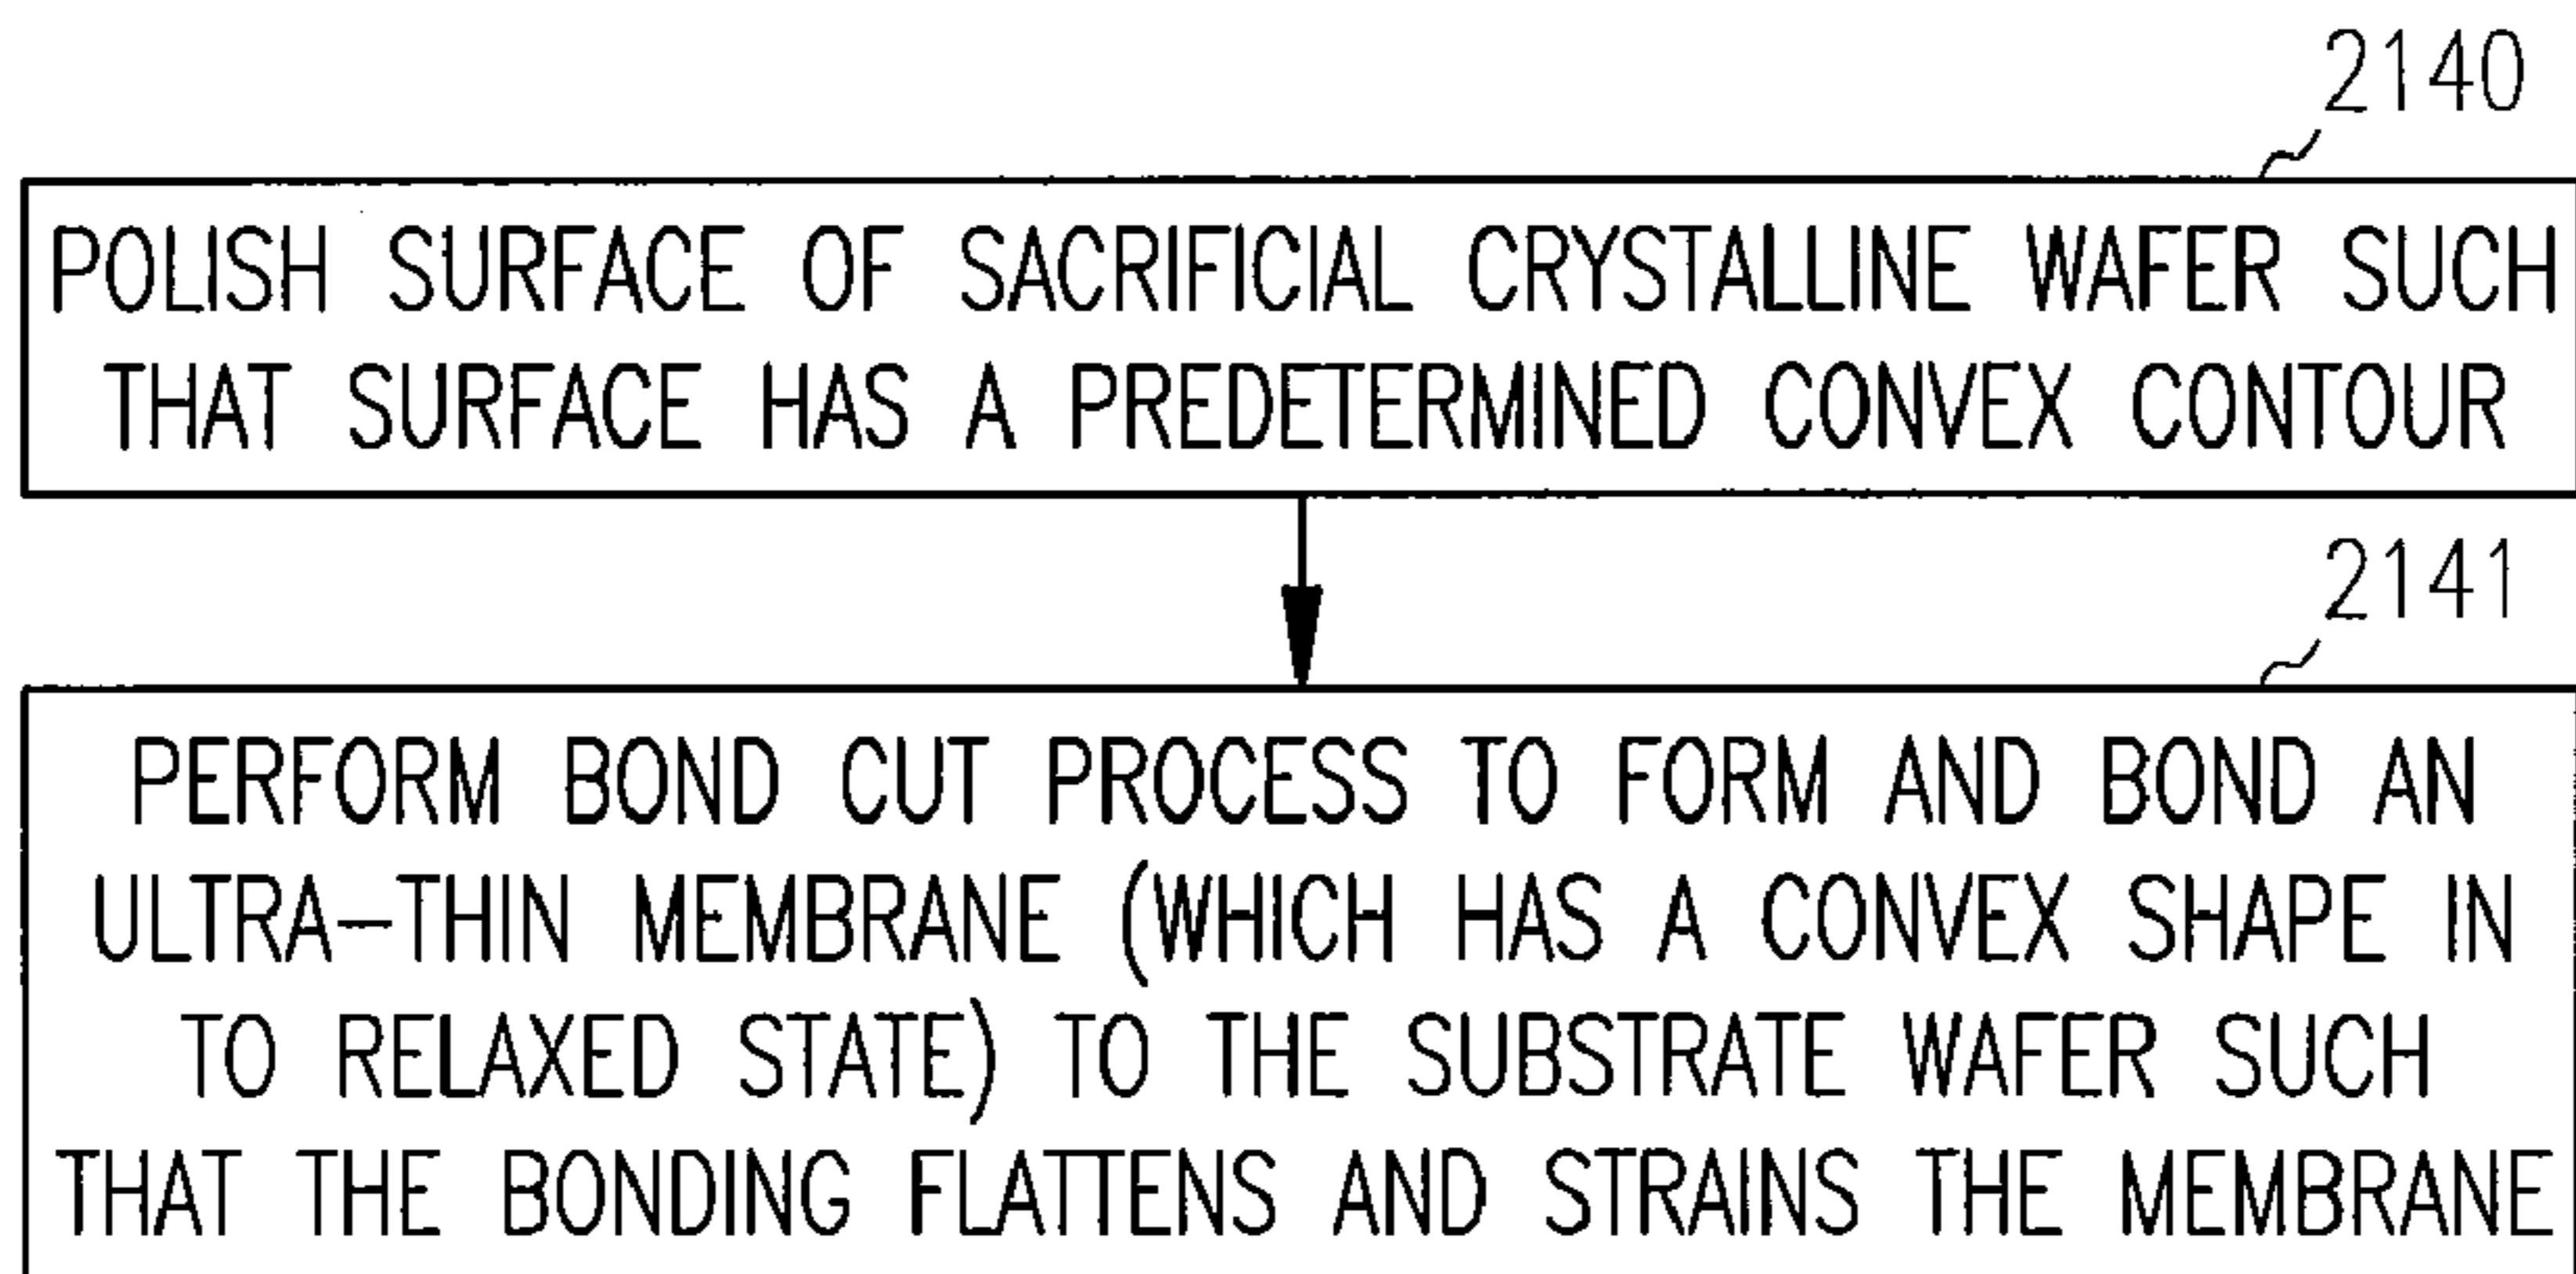 2140
POLISH SURFACE OF SACRIFICIAL CRYSTALLINE WAFER SUCH
THAT SURFACE HAS A PREDETERMINED CONVEX CONTOUR
2141
PERFORM BOND CUT PROCESS TO FORM AND BOND AN
ULTRA-THIN MEMBRANE (WHICH HAS A CONVEX SHAPE IN
TO RELAXED STATE) TO THE SUBSTRATE WAFER SUCH
THAT THE BONDING FLATTENS AND STRAINS THE MEMBRANE